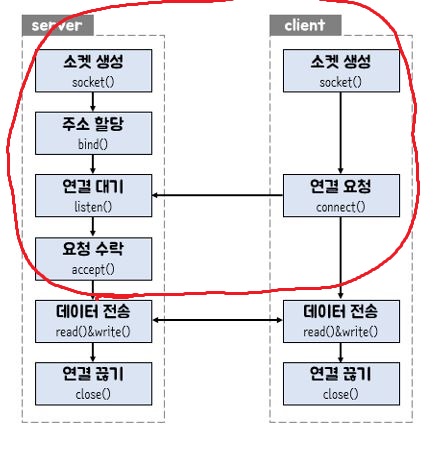 server
소켓 생성
socket()
주소 할당
bind()
연결 대기
listen()
요청 수락
accept()
데이터 전송
read()&write()
연결 끊기
close()
client
소켓 생성
socket()
연결 요청
connect()
데이터 전송
read()&write()
연결 끊기
close()